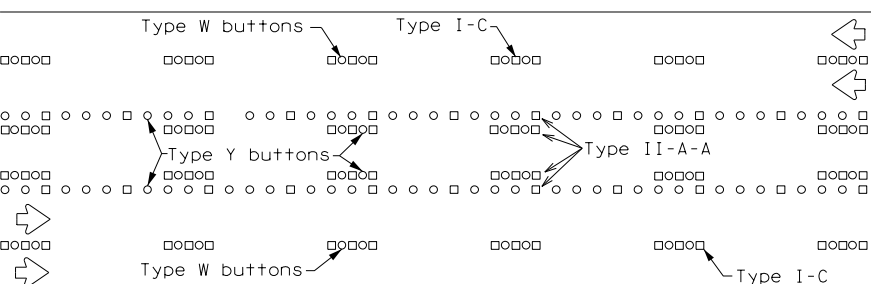 Type W buttons
Type I-C
Type Y buttons
Type II-A-A
Type W buttons
Type I-C